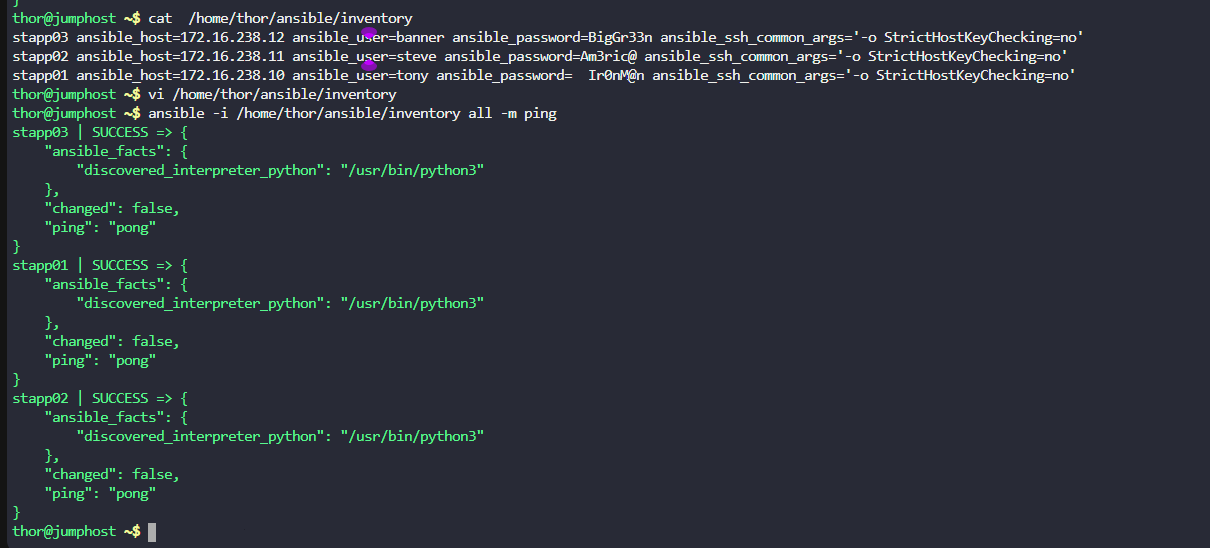 }
thor@jumphost ~$ cat  /home/thor/ansible/inventory
stapp03 ansible_host=172.16.238.12 ansible_user=banner ansible_password=BigGr33n ansible_ssh_common_args='-o StrictHostKeyChecking=no'
stapp02 ansible_host=172.16.238.11 ansible_user=steve ansible_password=Am3ric@ ansible_ssh_common_args='-o StrictHostKeyChecking=no'
stapp01 ansible_host=172.16.238.10 ansible_user=tony ansible_password=  Ir0nM@n ansible_ssh_common_args='-o StrictHostKeyChecking=no'
thor@jumphost ~$ vi /home/thor/ansible/inventory
thor@jumphost ~$ ansible -i /home/thor/ansible/inventory all -m ping
stapp03 | SUCCESS => {
    "ansible_facts": {
        "discovered_interpreter_python": "/usr/bin/python3"
    },
    "changed": false,
    "ping": "pong"
}
stapp01 | SUCCESS => {
    "ansible_facts": {
        "discovered_interpreter_python": "/usr/bin/python3"
    },
    "changed": false,
    "ping": "pong"
}
stapp02 | SUCCESS => {
    "ansible_facts": {
        "discovered_interpreter_python": "/usr/bin/python3"
    },
    "changed": false,
    "ping": "pong"
}
thor@jumphost ~$